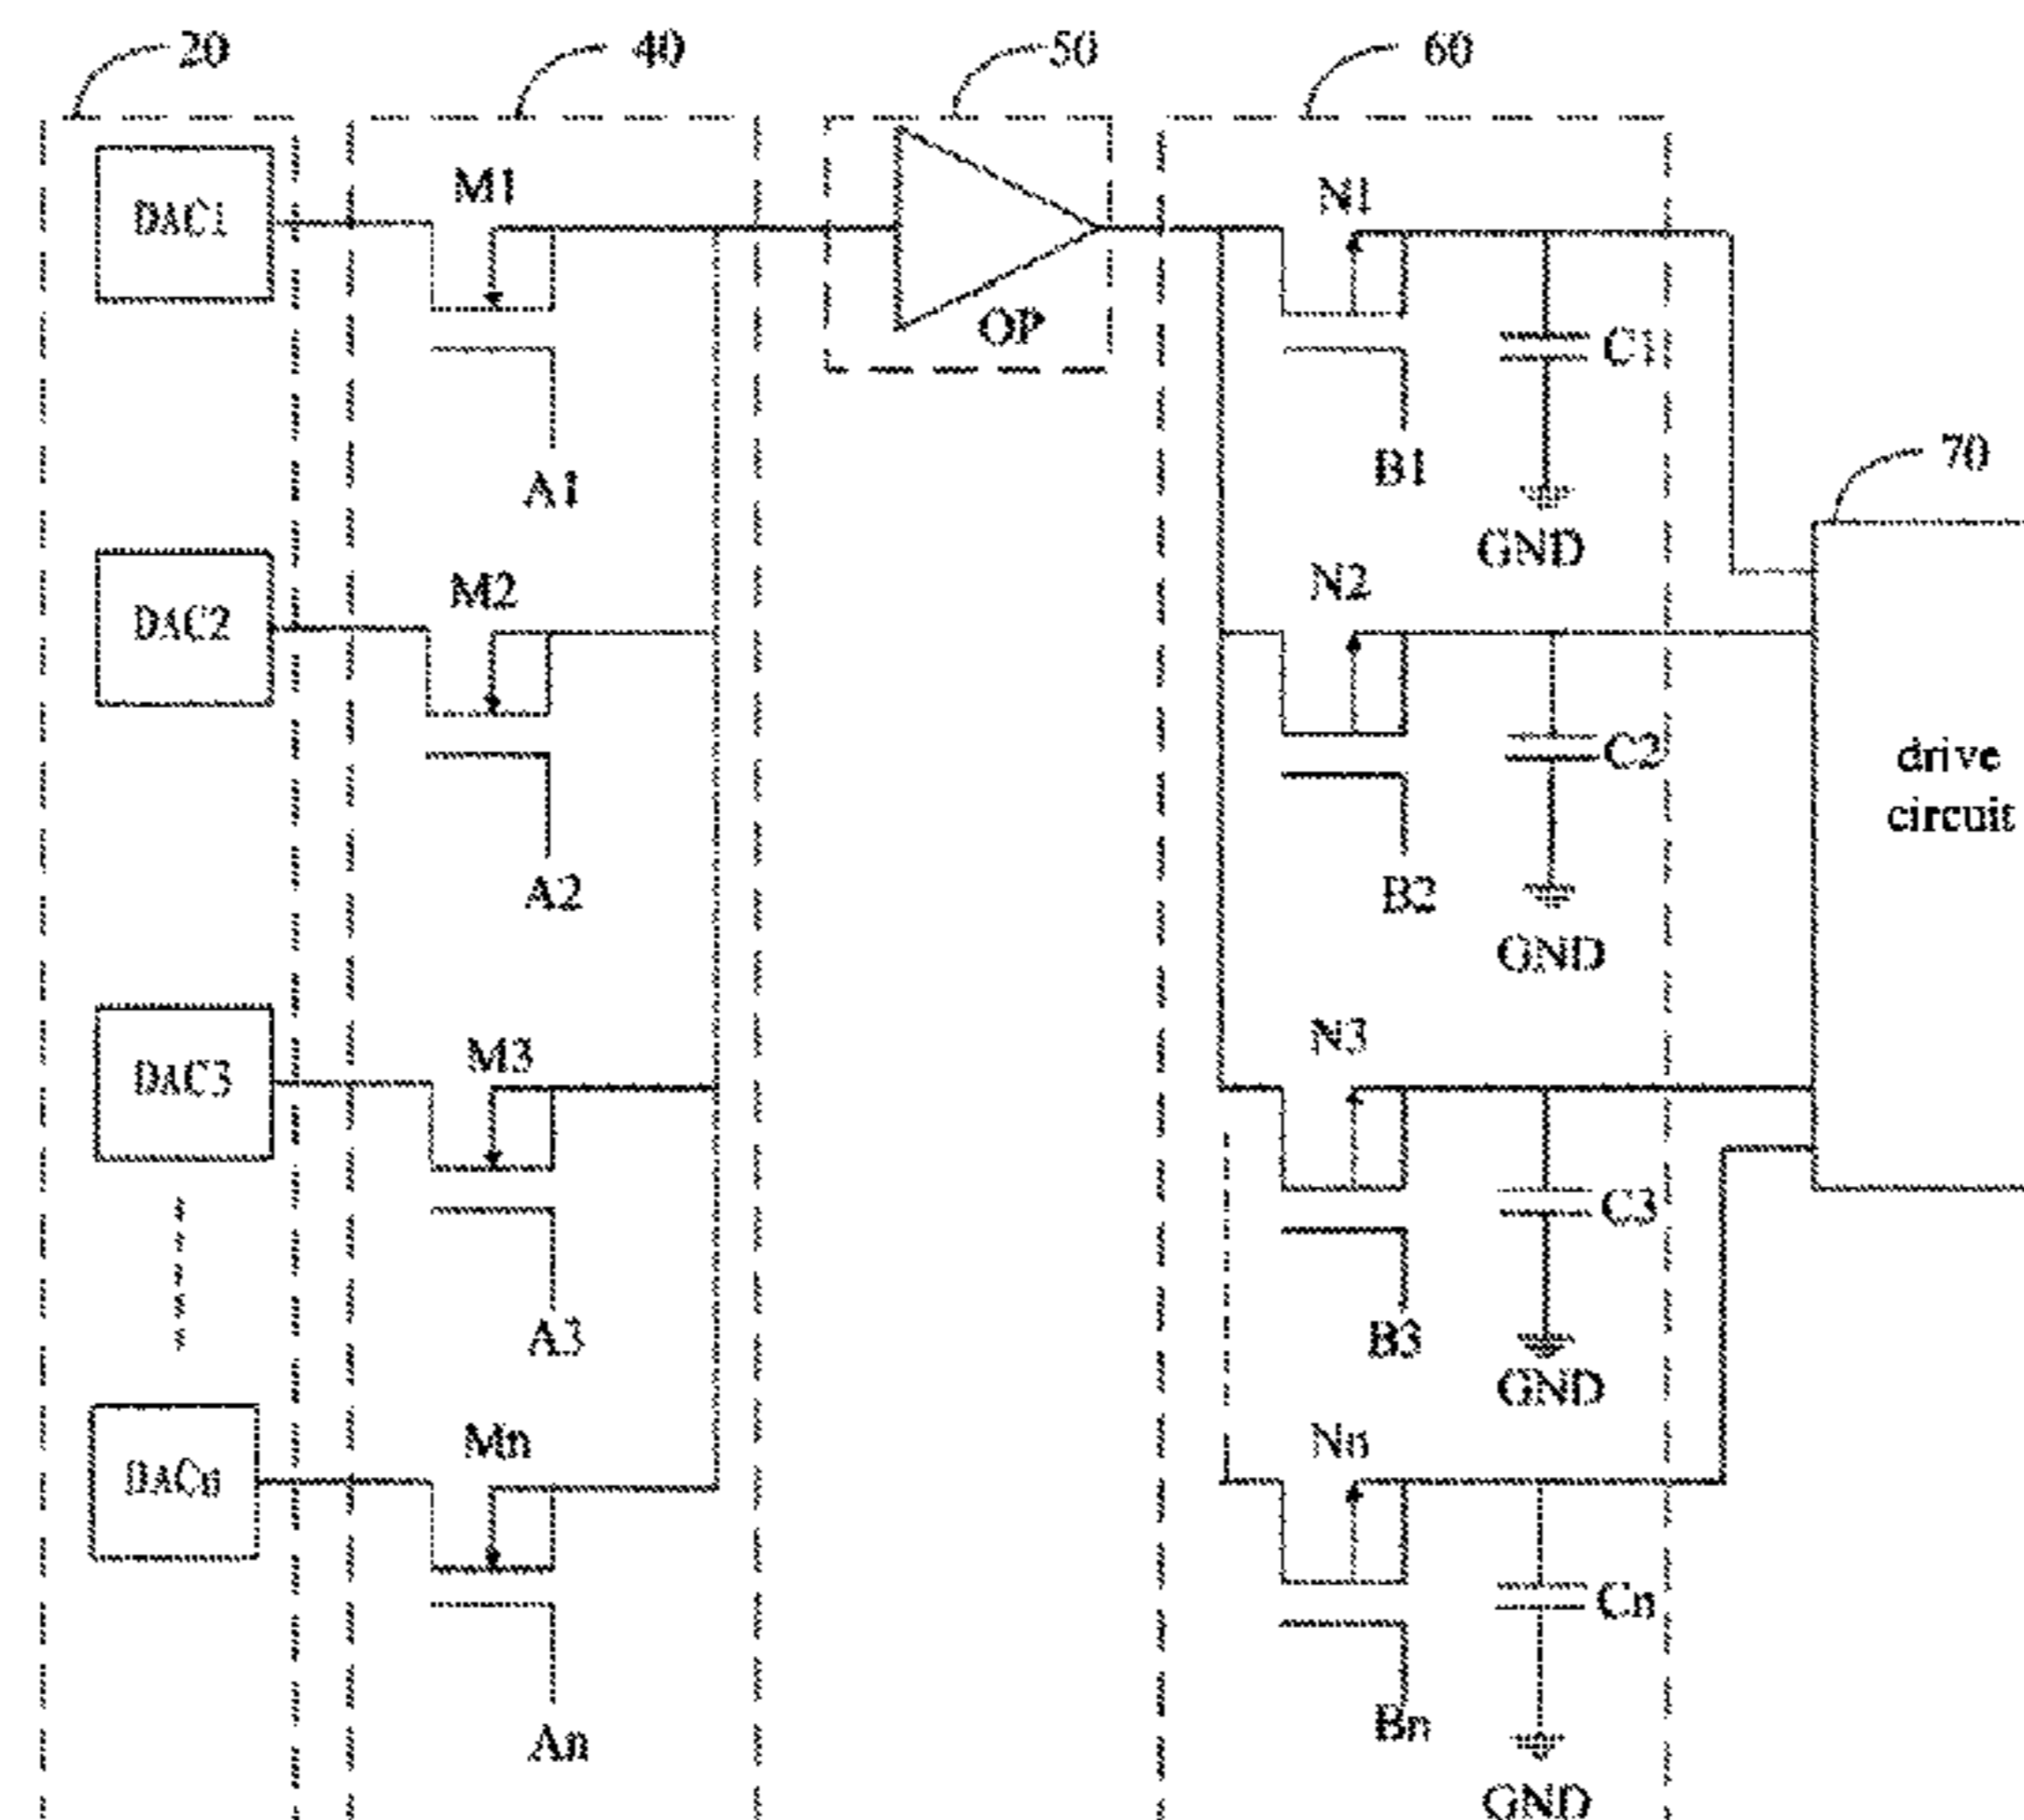 20
40
50
60
M1
N1
DAC1
OP
C1
A1
B1
70
GND
M2
N2
DAC2
C2
drive
circuit
A2
B2
GND
M3
N3
DAC3
C3
A3
B3
GND
Mn
Nn
DACn
Cn
An
Bn
GND